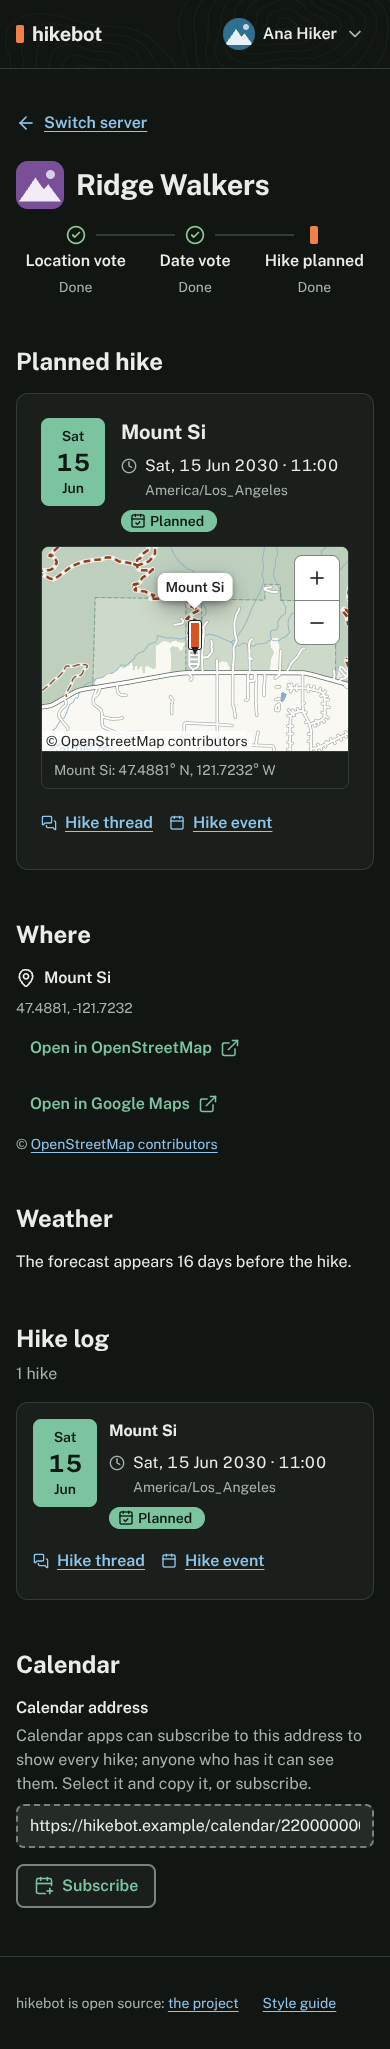 hikebot
Ana Hiker
Switch server
Ridge Walkers
Location vote
Date vote
Hike planned
Done
Done
Done
Planned hike
Sat
15
Jun
Mount Si
Sat, 15 Jun 2030 · 11:00
America/Los_Angeles
Planned
Mount Si
+
−
© OpenStreetMap contributors
Mount Si: 47.4881° N, 121.7232° W
Hike thread
Hike event
Where
Mount Si
47.4881, -121.7232
Open in OpenStreetMap
Open in Google Maps
© OpenStreetMap contributors
Weather
The forecast appears 16 days before the hike.
Hike log
1 hike
Sat
15
Jun
Mount Si
Sat, 15 Jun 2030 · 11:00
America/Los_Angeles
Planned
Hike thread
Hike event
Calendar
Calendar address
Calendar apps can subscribe to this address to
show every hike; anyone who has it can see
them. Select it and copy it, or subscribe.
https://hikebot.example/calendar/22000000
Subscribe
hikebot is open source: the project
Style guide